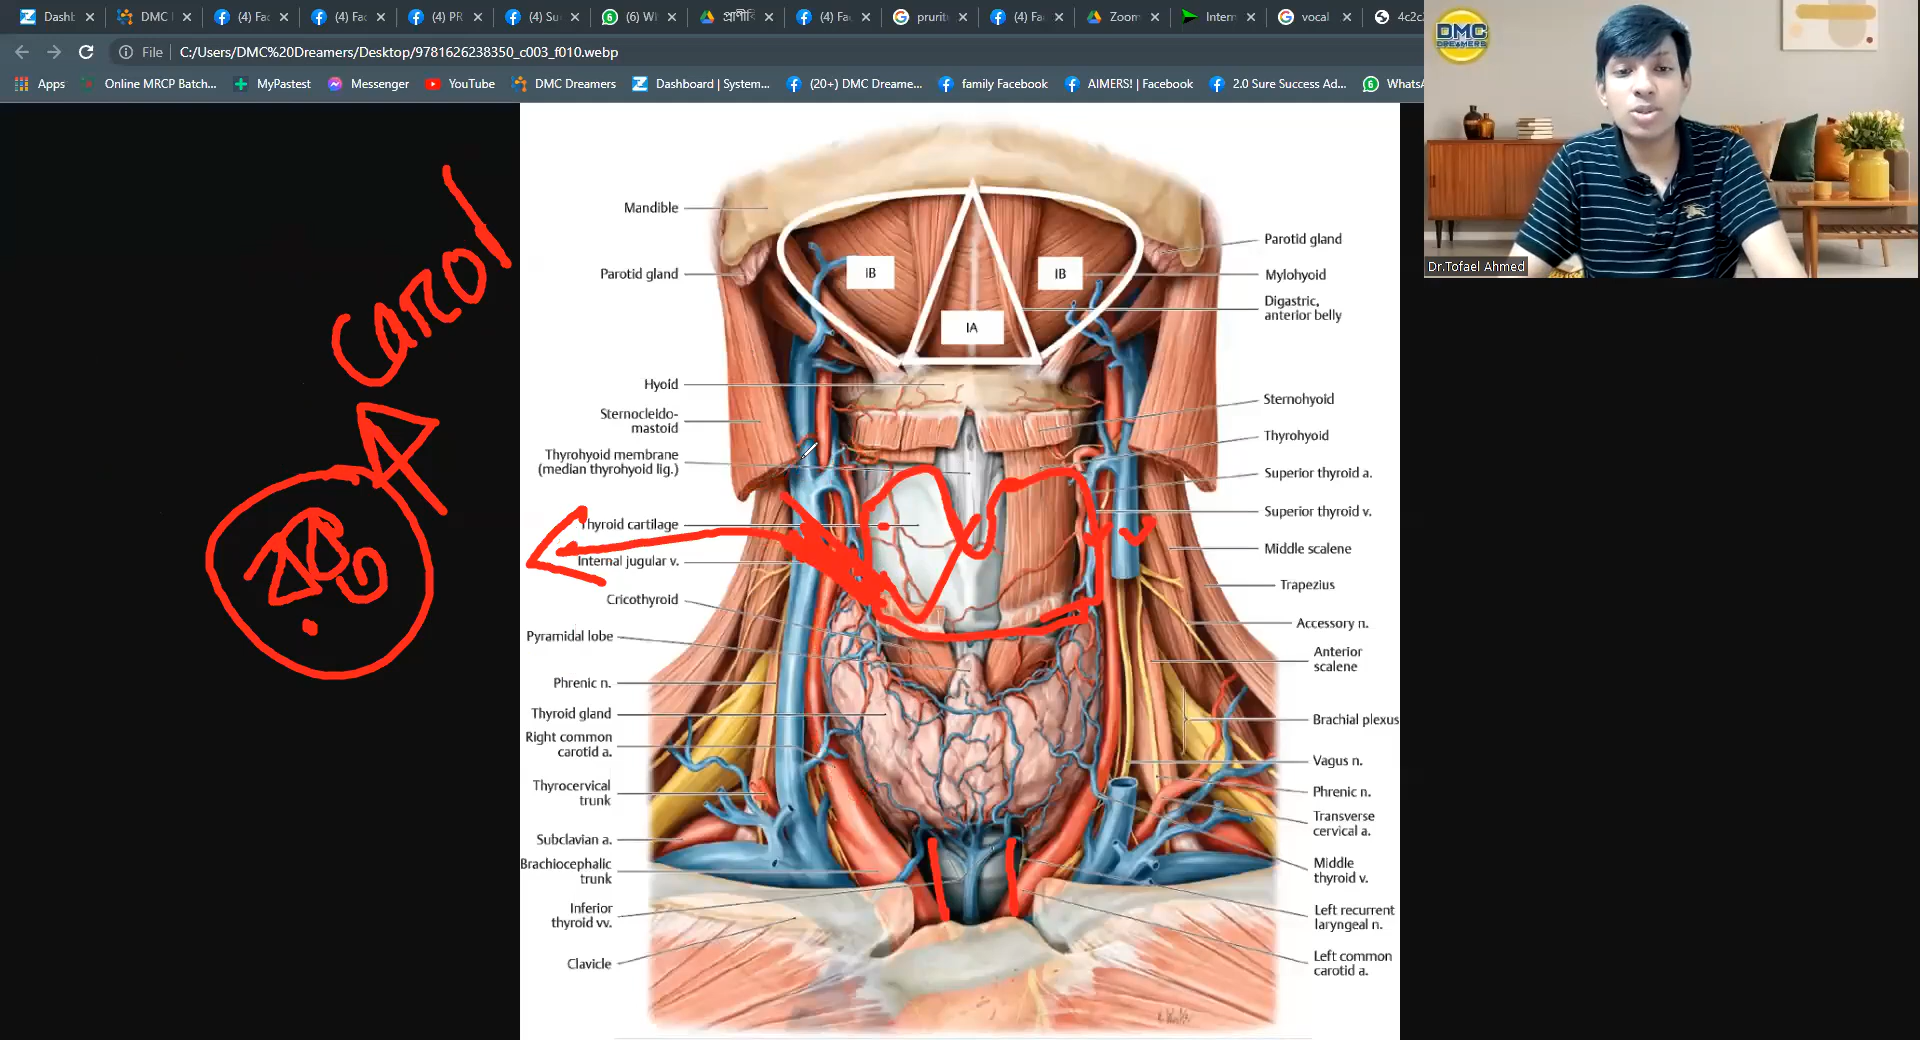 Dashb
DMC
(4) Fac
(4) Fac
(4) PR
(4) Su
(6) W
প্রাণীবি
(4) Fa
prurit
(4) Fa
Zoom
Intern
vocal
4c2c
File
C:/Users/DMC%20Dreamers/Desktop/9781626238350_c003_f010.webp
Apps
Online MRCP Batch...
MyPastest
Messenger
YouTube
DMC Dreamers
Dashboard | System...
(20+) DMC Dreame...
family Facebook
AIMERS! | Facebook
2.0 Sure Success Ad...
WhatsA
DMC
DREAMERS
Dr.Tofael Ahmed
Mandible
Parotid gland
Hyoid
Sternocleido-
mastoid
Thyrohyoid membrane
(median thyrohyoid lig.)
Thyroid cartilage
Internal jugular v.
Cricothyroid
Pyramidal lobe
Phrenic n.
Thyroid gland
Right common
carotid a.
Thyrocervical
trunk
Subclavian a.
Brachiocephalic
trunk
Inferior
thyroid vv.
Clavicle
IB
IB
IA
Parotid gland
Mylohyoid
Digastric,
anterior belly
Sternohyoid
Thyrohyoid
Superior thyroid a.
Superior thyroid v.
Middle scalene
Trapezius
Accessory n.
Anterior
scalene
Brachial plexus
Vagus n.
Phrenic n.
Transverse
cervical a.
Middle
thyroid v.
Left recurrent
laryngeal n.
Left common
carotid a.